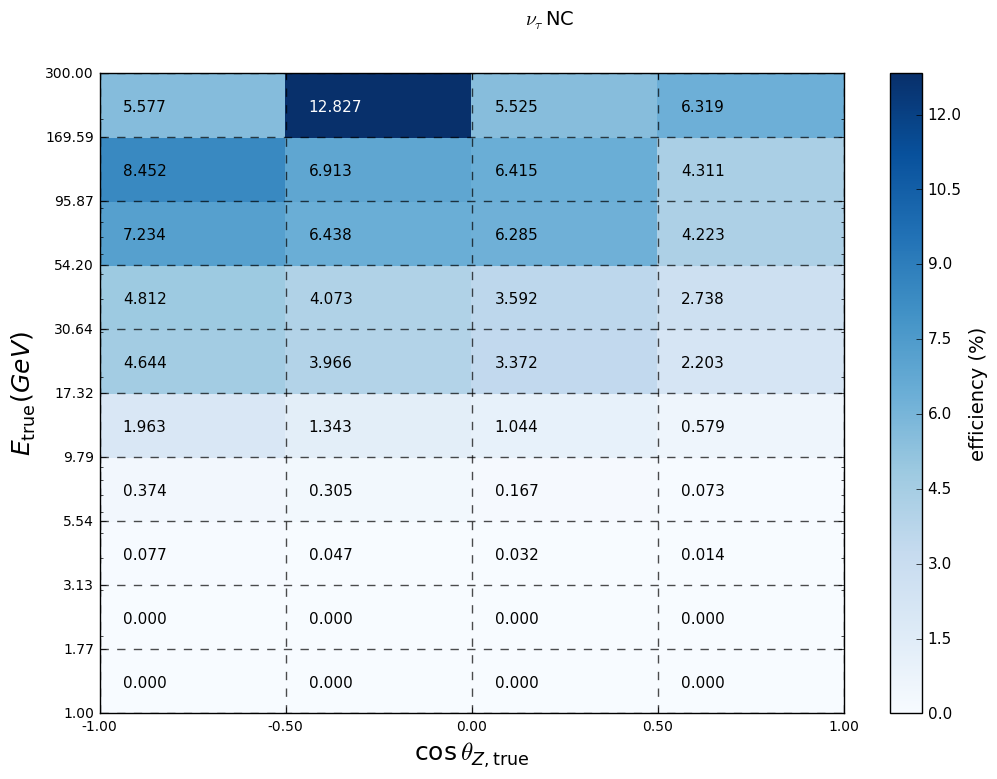 ν_τ NC
300.00
5.577 12.827 5.525 6.319
12.0
169.59
8.452 6.913 6.415 4.311
10.5
95.87
7.234 6.438 6.285 4.223
9.0
54.20
4.812 4.073 3.592 2.738
7.5
30.64
4.644 3.966 3.372 2.203
6.0
17.32
1.963 1.343 1.044 0.579
4.5
9.79
0.374 0.305 0.167 0.073
5.54
0.077 0.047 0.032 0.014
3.0
3.13
0.000 0.000 0.000 0.000
1.5
1.77
0.000 0.000 0.000 0.000
1.00
0.0
-1.00 -0.50 0.00 0.50 1.00
cos θ_Z,true
E_true (GeV)
efficiency (%)